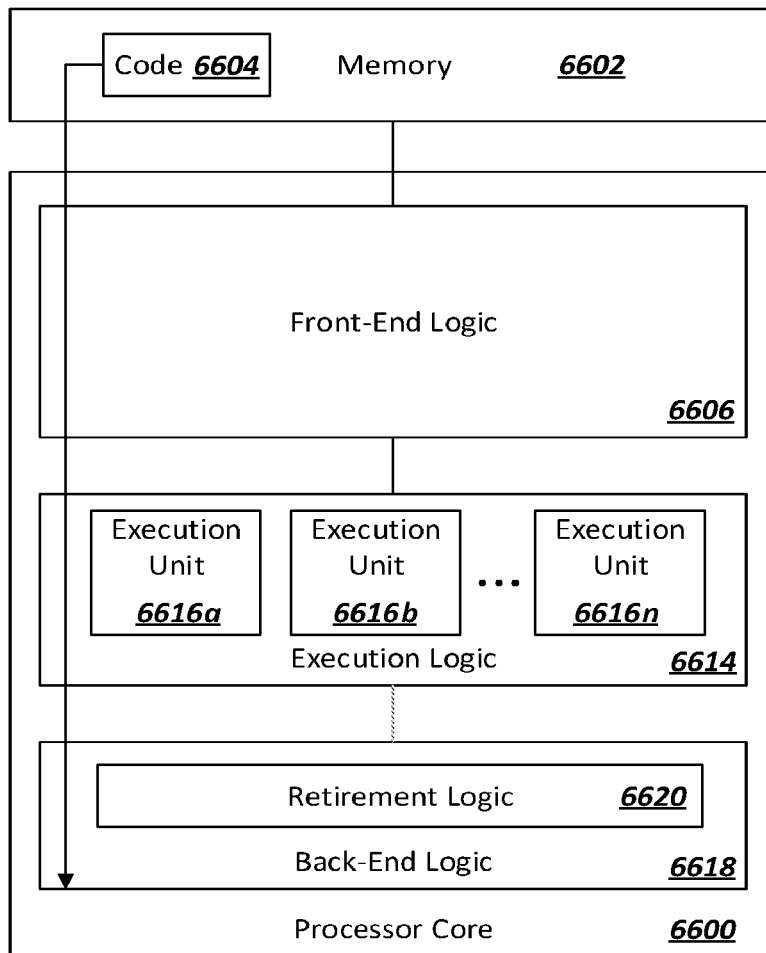 Code 6604 Memory 6602
Front-End Logic
6606
Execution Execution Execution
Unit Unit Unit
6616a 6616b ... 6616n
Execution Logic 6614
Retirement Logic 6620
Back-End Logic 6618
Processor Core 6600